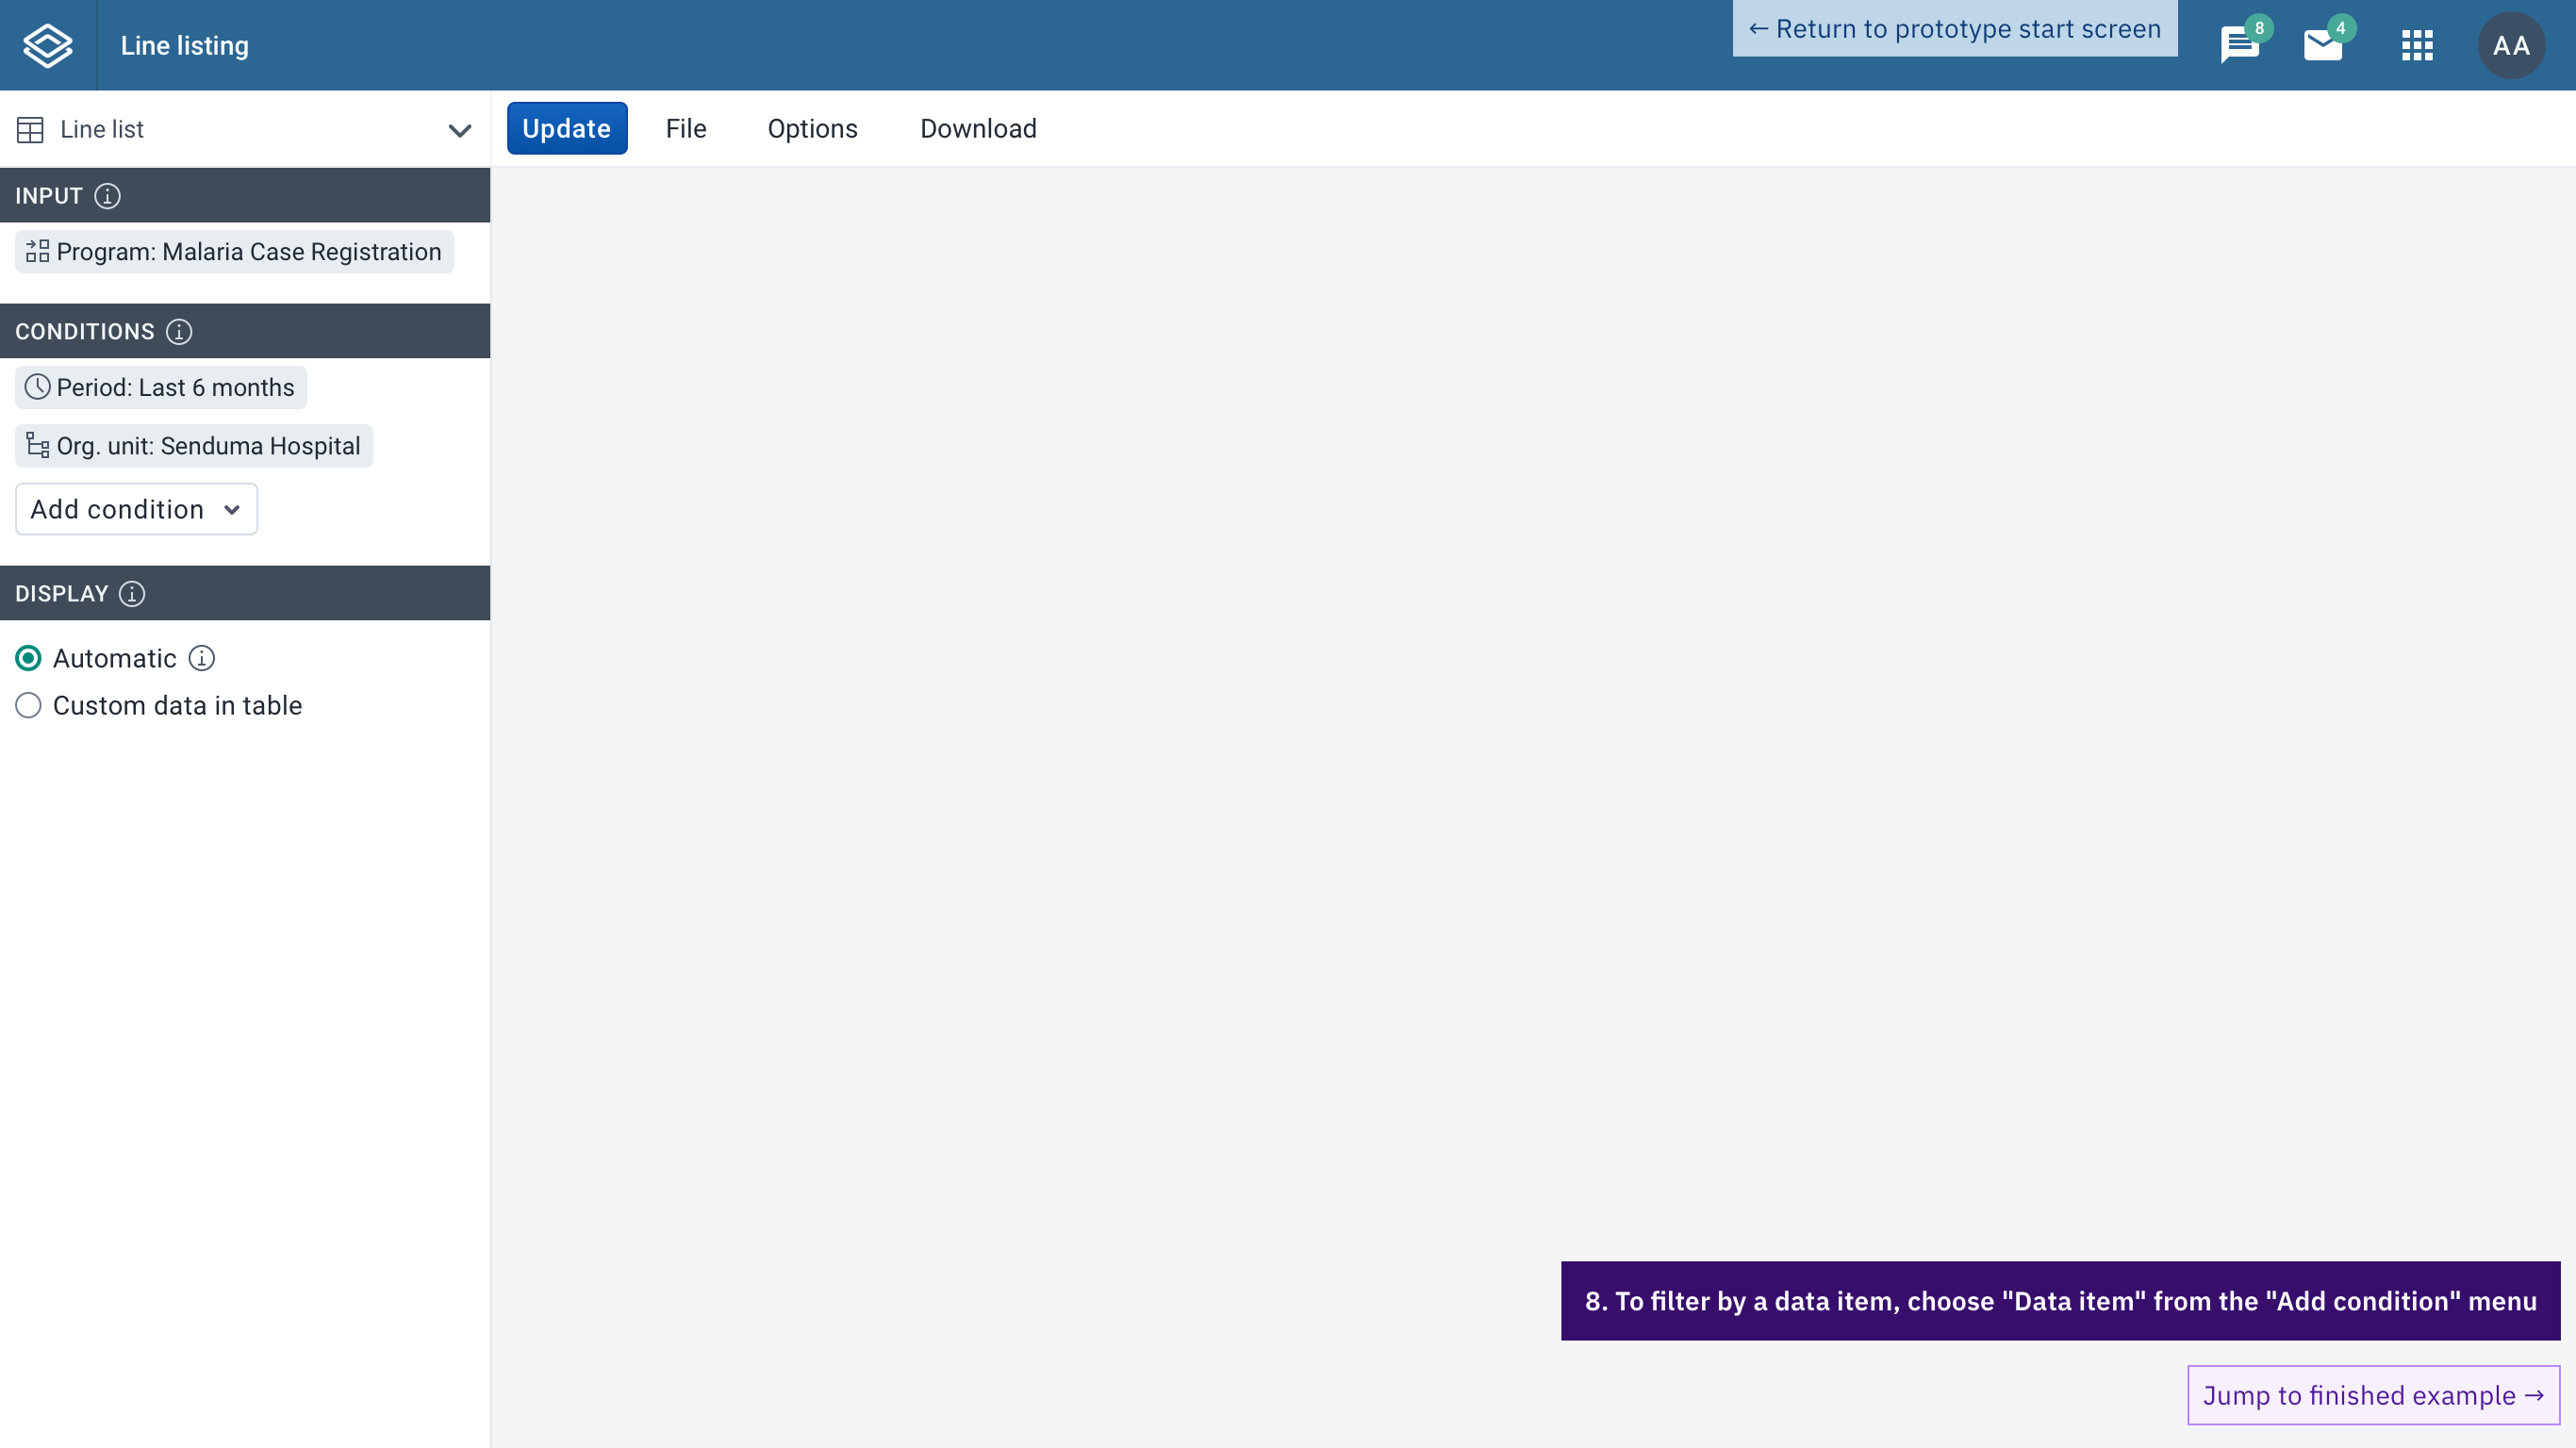 Line listing
← Return to prototype start screen
8
4
AA
Line list
Update
File
Options
Download
INPUT
Program: Malaria Case Registration
CONDITIONS
Period: Last 6 months
Org. unit: Senduma Hospital
Add condition
DISPLAY
Automatic
Custom data in table
8. To filter by a data item, choose "Data item" from the "Add condition" menu
Jump to finished example →